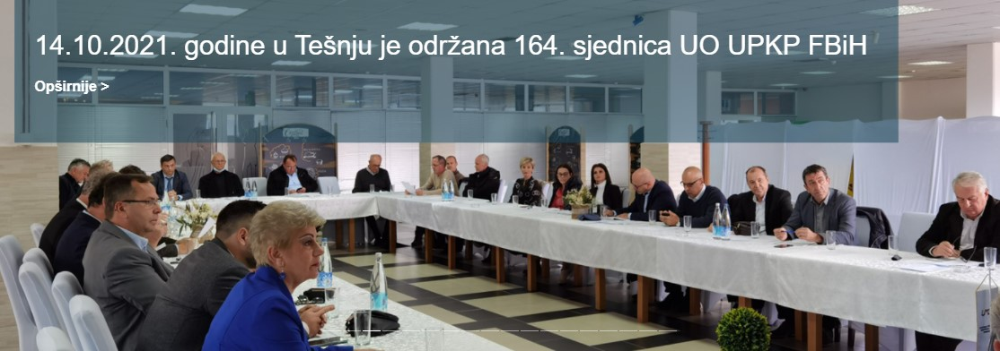 14.10.2021. godine u Tešnju je održana 164. sjednica UO UPKP FBiH
Opširnije >